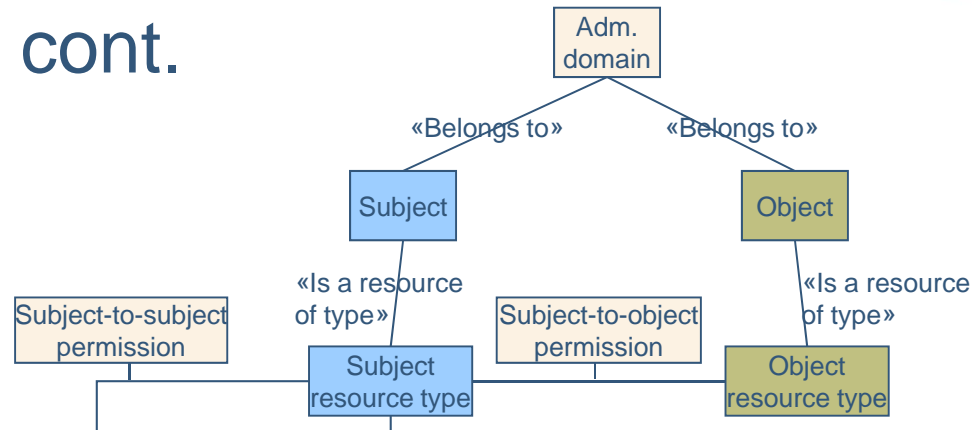 cont.
Adm.
domain
«Belongs to»
«Belongs to»
Subject
Object
«Is a resource
of type»
«Is a resource
of type»
Subject-to-subject
permission
Subject-to-object
permission
Subject
resource type
Object
resource type